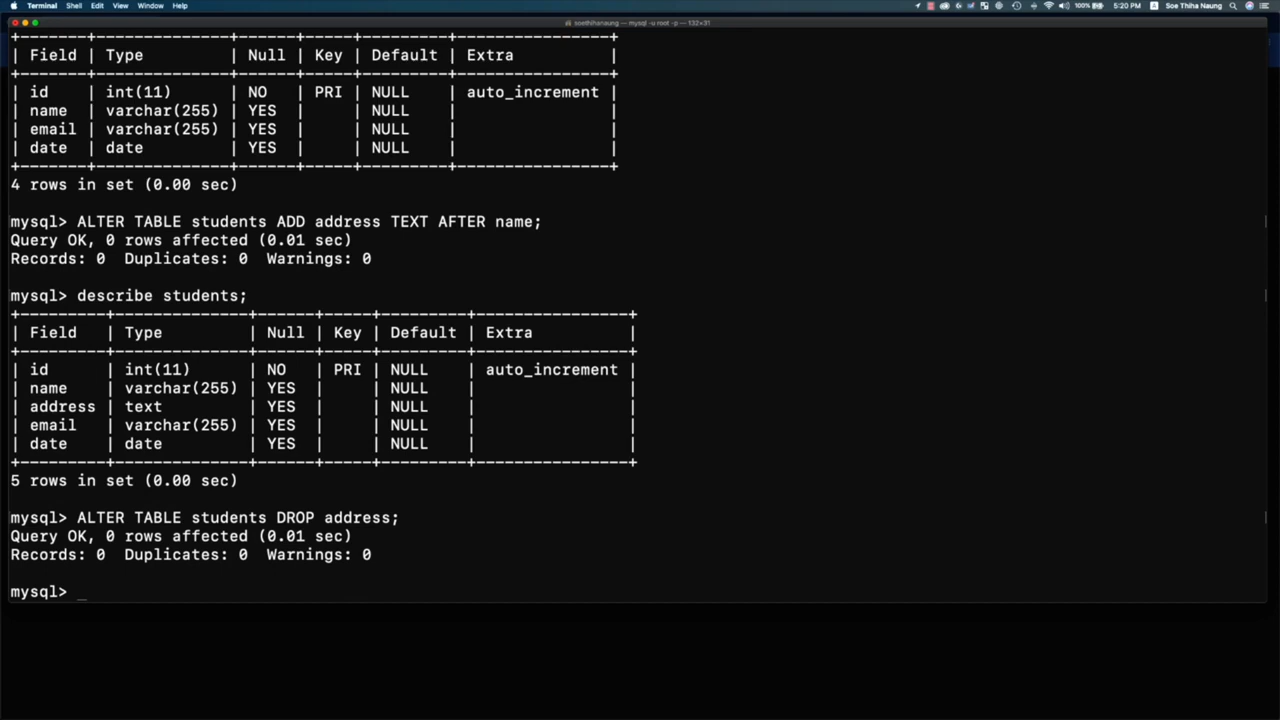 Terminal Shell Edit View Window Help 100% 5:20 PM Soe Thiha Naung
soethihanaung — mysql -u root -p — 132×31
+--------+--------------+------+-----+---------+----------------+
| Field | Type | Null | Key | Default | Extra |
+--------+--------------+------+-----+---------+----------------+
| id | int(11) | NO | PRI | NULL | auto_increment |
| name | varchar(255) | YES | | NULL | |
| email | varchar(255) | YES | | NULL | |
| date | date | YES | | NULL | |
+--------+--------------+------+-----+---------+----------------+
4 rows in set (0.00 sec)
mysql> ALTER TABLE students ADD address TEXT AFTER name;
Query OK, 0 rows affected (0.01 sec)
Records: 0 Duplicates: 0 Warnings: 0
mysql> describe students;
+---------+--------------+------+-----+---------+----------------+
| Field | Type | Null | Key | Default | Extra |
+---------+--------------+------+-----+---------+----------------+
| id | int(11) | NO | PRI | NULL | auto_increment |
| name | varchar(255) | YES | | NULL | |
| address | text | YES | | NULL | |
| email | varchar(255) | YES | | NULL | |
| date | date | YES | | NULL | |
+---------+--------------+------+-----+---------+----------------+
5 rows in set (0.00 sec)
mysql> ALTER TABLE students DROP address;
Query OK, 0 rows affected (0.01 sec)
Records: 0 Duplicates: 0 Warnings: 0
mysql> _